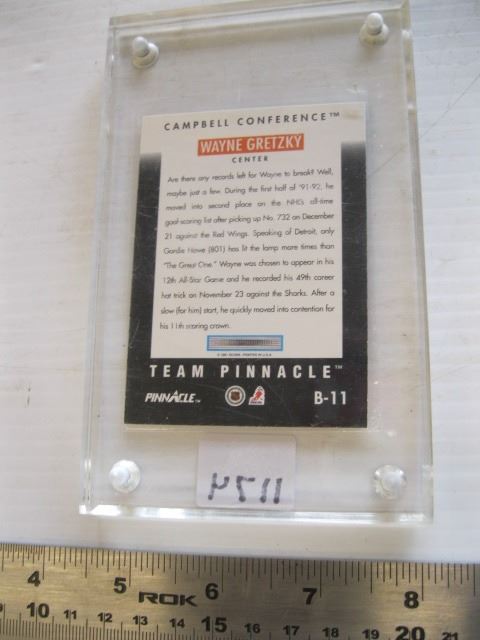 CAMPBELL CONFERENCE™
WAYNE GRETZKY
CENTER
Are there any records left for Wayne to break? Well,
maybe just a few. During the first half of '91-92, he
moved into second place on the NHL's all-time
goal-scoring list after picking up No. 732 on December
21 against the Red Wings. Speaking of Detroit, only
Gordie Howe (801) has lit the lamp more times than
"The Great One." Wayne was chosen to appear in his
12th All-Star Game and he recorded his 49th career
hat trick on November 23 against the Sharks. After a
slow (for him) start, he quickly moved into contention for
his 11th scoring crown.
PRINTED IN U.S.A.
TEAM PINNACLE™
PINNACLE™ B-11
4 5 6 7 8
ROK
10 11 12 13 14 15 16 17 18 19 20 21